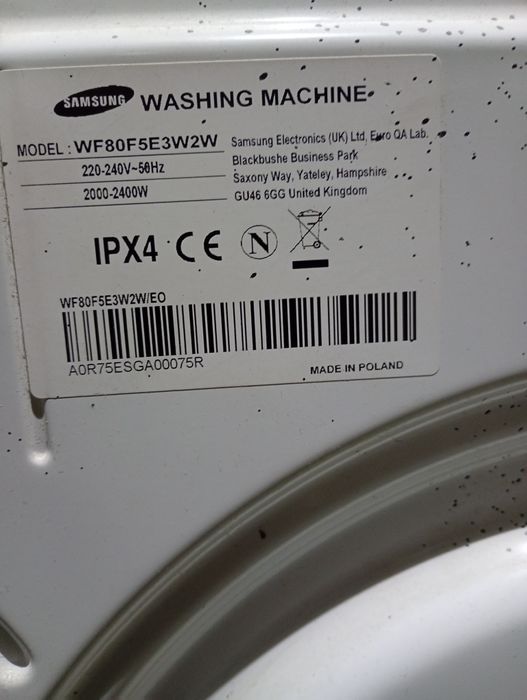 SAMSUNG WASHING MACHINE
MODEL : WF80F5E3W2W
220-240V~50Hz
2000-2400W
Samsung Electronics (UK) Ltd, Euro QA Lab.
Blackbushe Business Park
Saxony Way, Yateley, Hampshire
GU46 6GG United Kingdom
IPX4 CE N
WF80F5E3W2W/EO
A0R75ESGA00075R
MADE IN POLAND